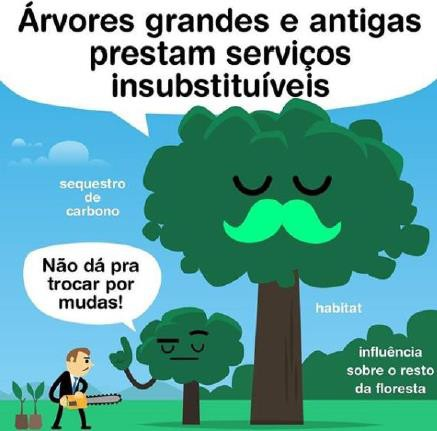 Árvores grandes e antigas
prestam serviços
insubstituíveis
sequestro
de
carbono
Não dá pra
trocar por
mudas!
habitat
influência
sobre o resto
da floresta